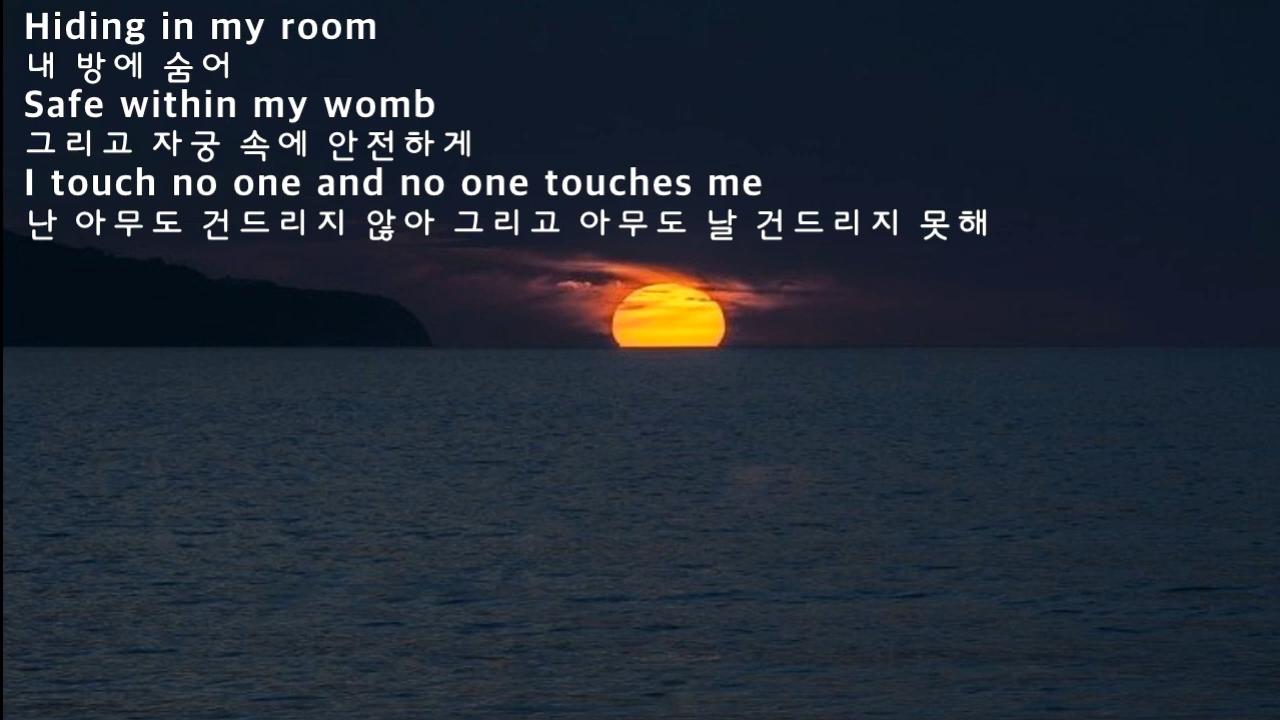 Hiding in my room
내 방에 숨어
Safe within my womb
그리고 자궁 속에 안전하게
I touch no one and no one touches me
난 아무도 건드리지 않아 그리고 아무도 날 건드리지 못해